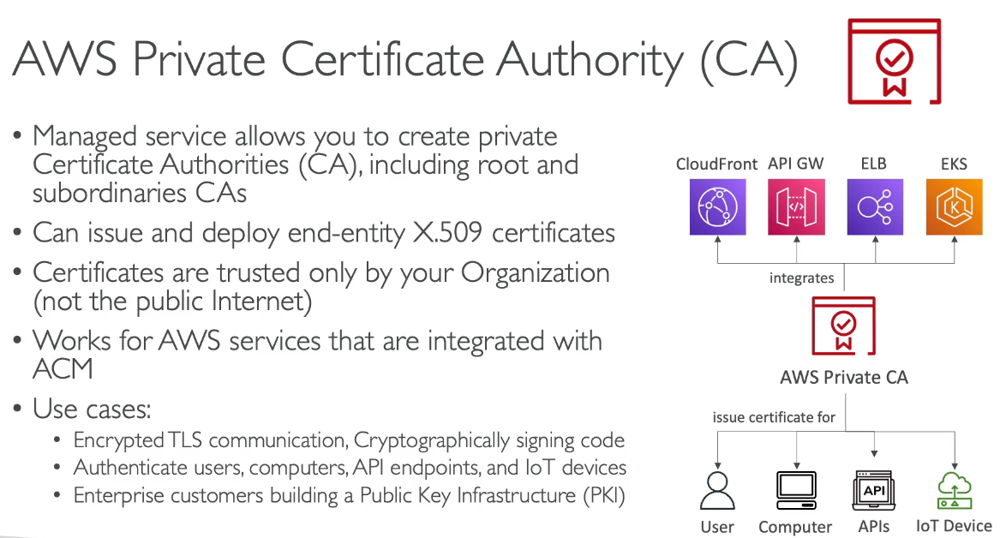 AWS Private Certificate Authority (CA)
• Managed service allows you to create private
Certificate Authorities (CA), including root and
subordinaries CAs
• Can issue and deploy end-entity X.509 certificates
• Certificates are trusted only by your Organization
(not the public Internet)
• Works for AWS services that are integrated with
ACM
• Use cases:
• Encrypted TLS communication, Cryptographically signing code
• Authenticate users, computers, API endpoints, and IoT devices
• Enterprise customers building a Public Key Infrastructure (PKI)
CloudFront API GW ELB EKS
</>
K
integrates
AWS Private CA
issue certificate for
API
User Computer APIs IoT Device